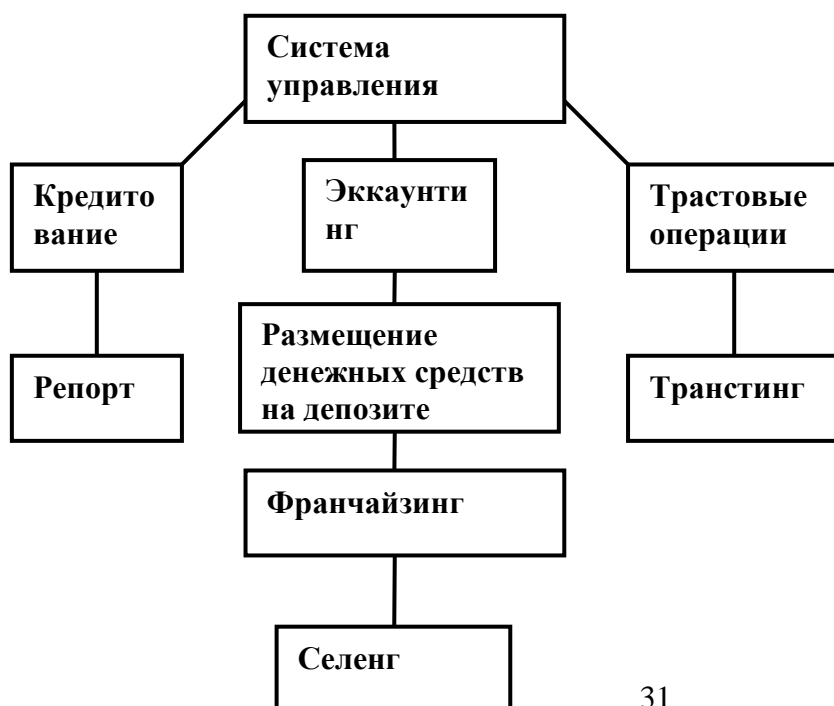 Система
управления
Кредито
вание
Эккаунти
нг
Трастовые
операции
Репорт
Размещение
денежных средств
на депозите
Транстинг
Франчайзинг
Селенг
31